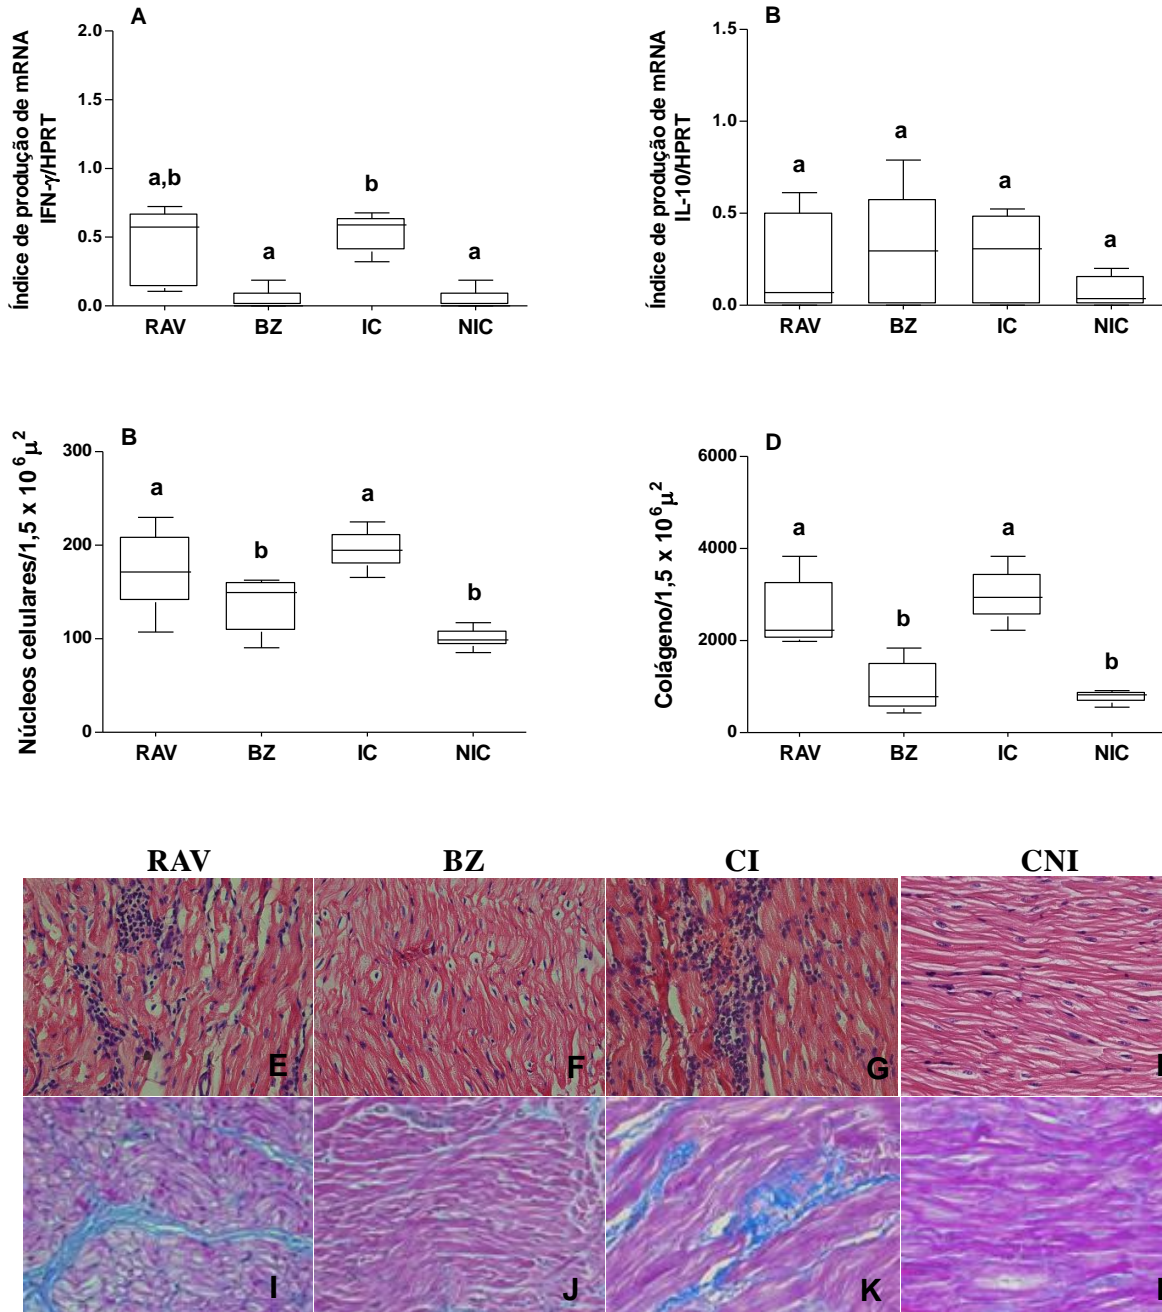 A
Índice de produção de mRNA
IFN-γ/HPRT
2.0
1.5
1.0
0.5
0.0
a,b
a
b
a
RAV BZ IC NIC
B
Índice de produção de mRNA
IL-10/HPRT
1.5
1.0
0.5
0.0
a
a
a
a
RAV BZ IC NIC
B
Núcleos celulares/1,5 x 10⁶μ²
300
200
100
0
a
b
a
b
RAV BZ IC NIC
D
Colágeno/1,5 x 10⁶μ²
6000
4000
2000
0
a
b
a
b
RAV BZ IC NIC
RAV BZ CI CNI
E F G
I J K